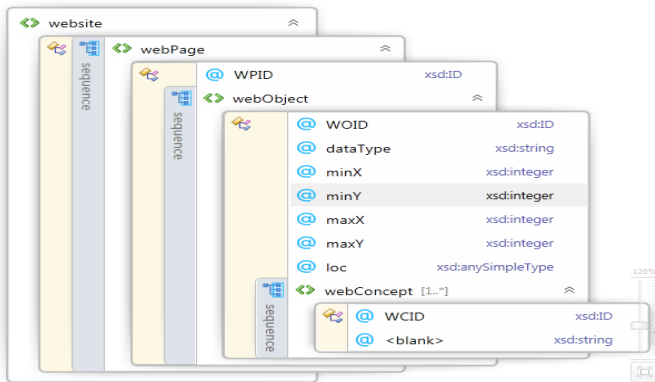 website
webPage
sequence
WPID xsd:ID
webObject
sequence
WOID xsd:ID
dataType xsd:string
minX xsd:integer
minY xsd:integer
maxX xsd:integer
maxY xsd:integer
loc xsd:anySimpleType
webConcept [1..*]
sequence
WCID xsd:ID
<blank> xsd:string
120%